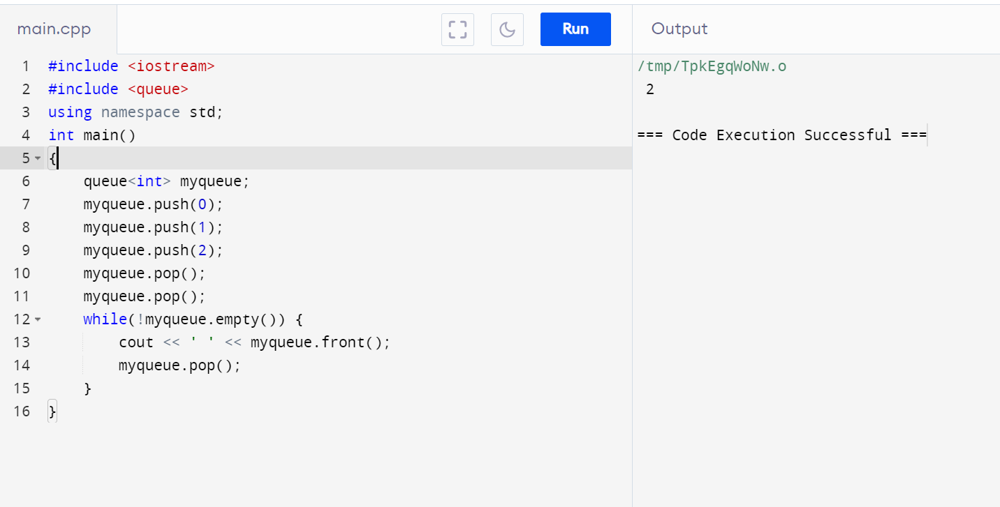 main.cpp
Run
Output
1 #include <iostream>
2 #include <queue>
3 using namespace std;
4 int main()
5 {
6     queue<int> myqueue;
7     myqueue.push(0);
8     myqueue.push(1);
9     myqueue.push(2);
10     myqueue.pop();
11     myqueue.pop();
12     while(!myqueue.empty()) {
13         cout << ' ' << myqueue.front();
14         myqueue.pop();
15     }
16 }
/tmp/TpkEgqWoNw.o
 2
=== Code Execution Successful ===